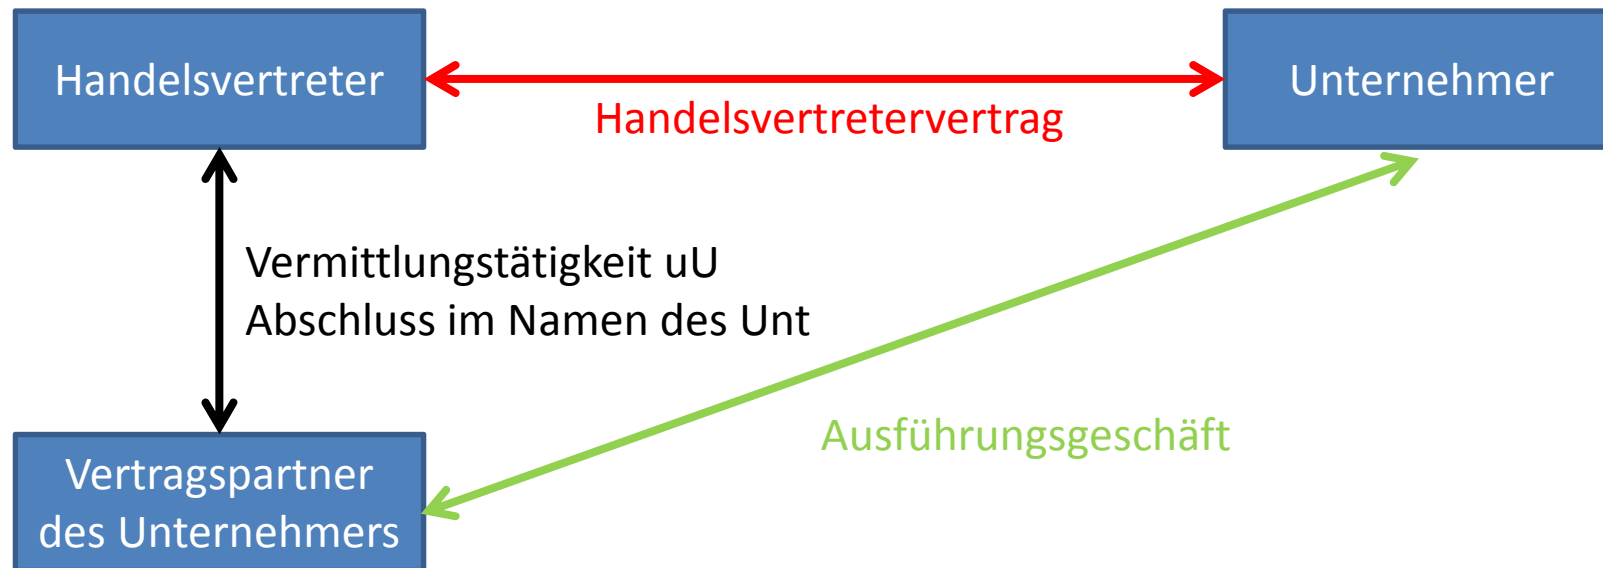 Handelsvertreter
Unternehmer
Handelsvertretervertrag
Vermittlungstätigkeit uU
Abschluss im Namen des Unt
Ausführungsgeschäft
Vertragspartner
des Unternehmers